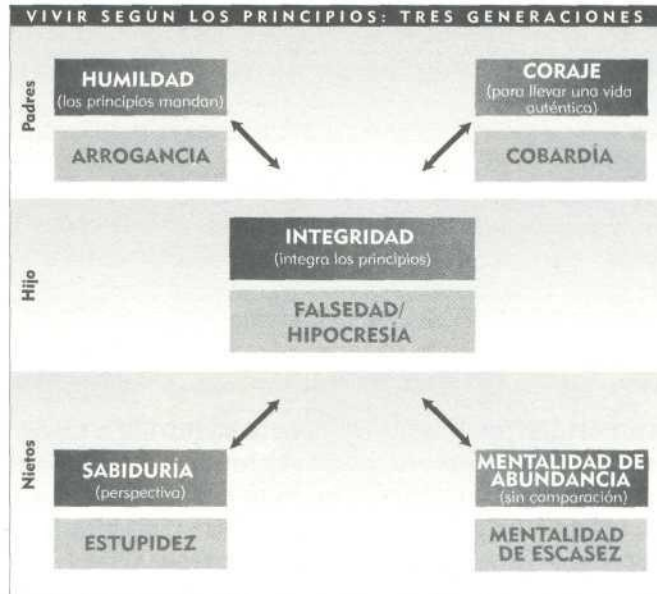 VIVIR SEGÚN LOS PRINCIPIOS: TRES GENERACIONES
Padres
HUMILDAD
(los principios mandan)
ARROGANCIA
CORAJE
(para llevar una vida
auténtica)
COBARDÍA
Hijo
INTEGRIDAD
(integra los principios)
FALSEDAD/
HIPOCRESÍA
Nietos
SABIDURÍA
(perspectiva)
ESTUPIDEZ
MENTALIDAD DE
ABUNDANCIA
(sin comparación)
MENTALIDAD
DE ESCASEZ